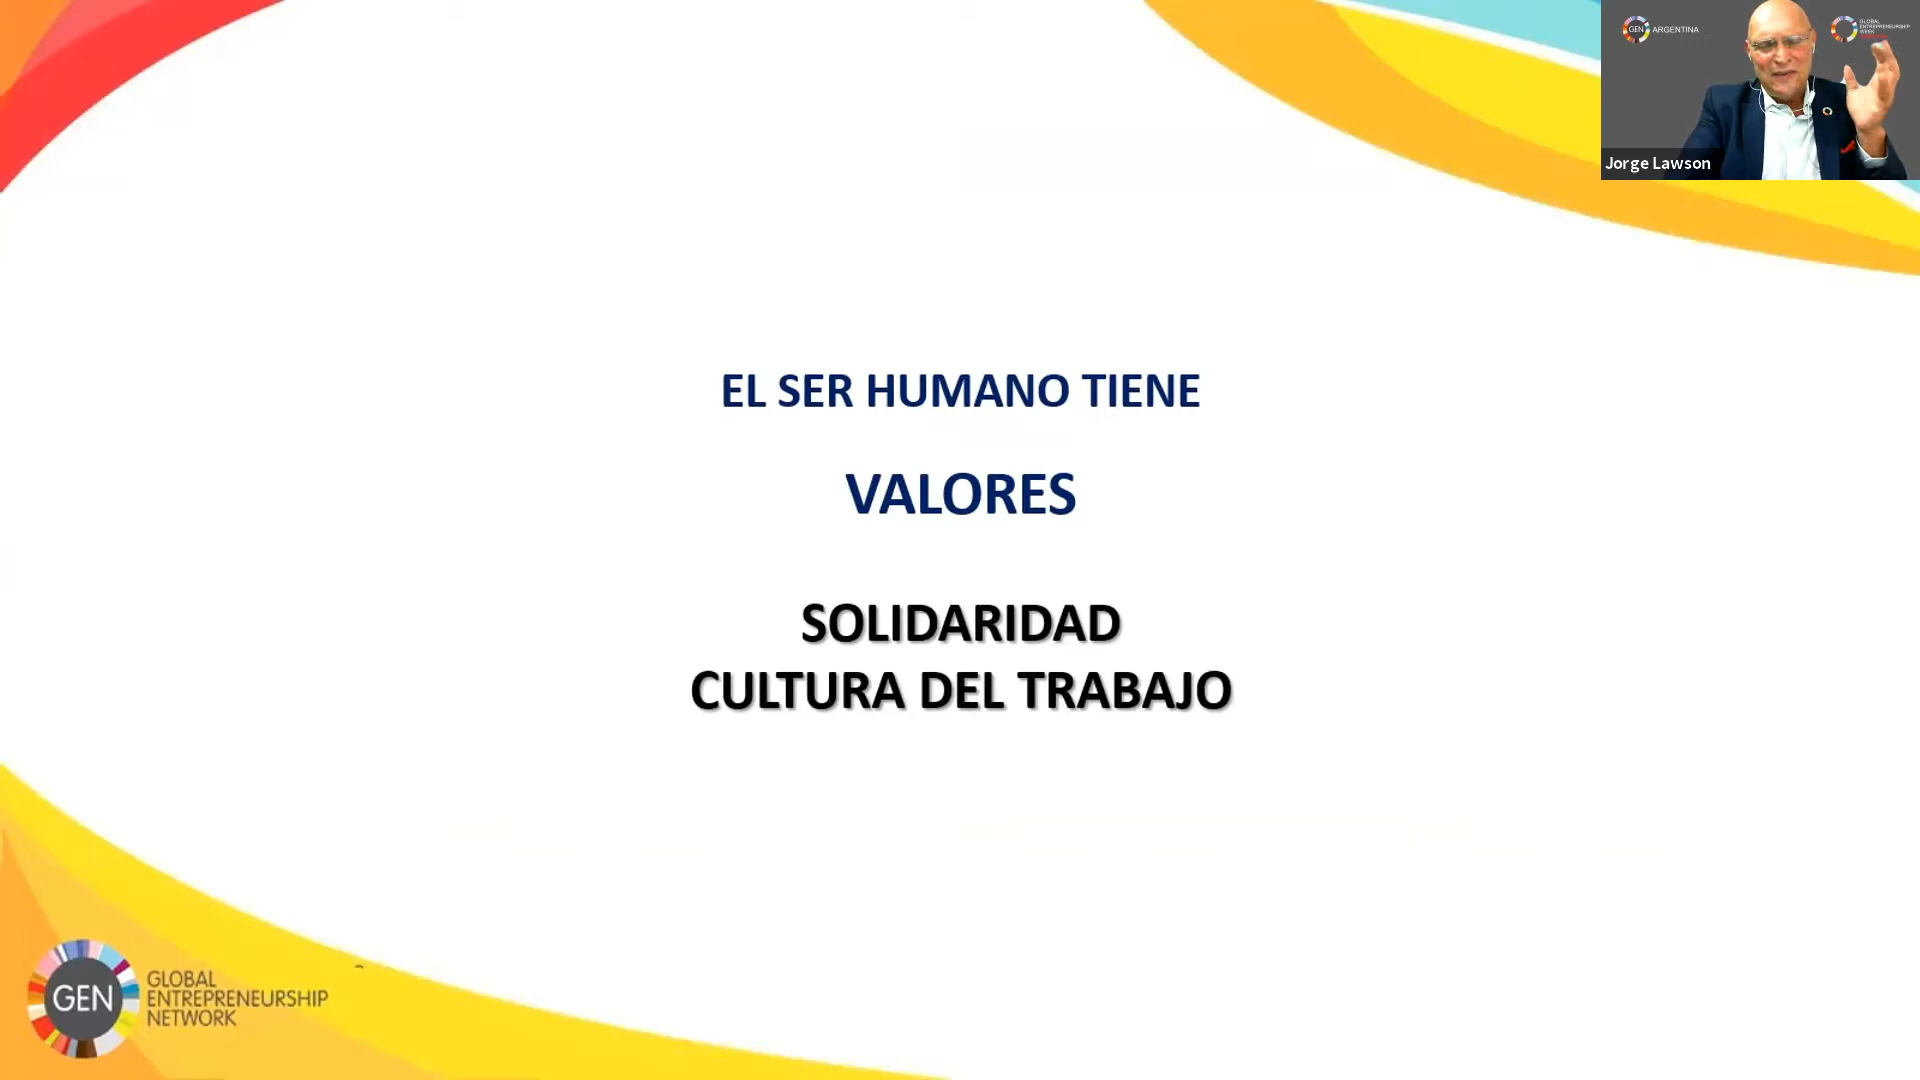 GEN ARGENTINA
GLOBAL
ENTREPRENEURSHIP
WEEK
Jorge Lawson
EL SER HUMANO TIENE
VALORES
SOLIDARIDAD
CULTURA DEL TRABAJO
GEN
GLOBAL
ENTREPRENEURSHIP
NETWORK